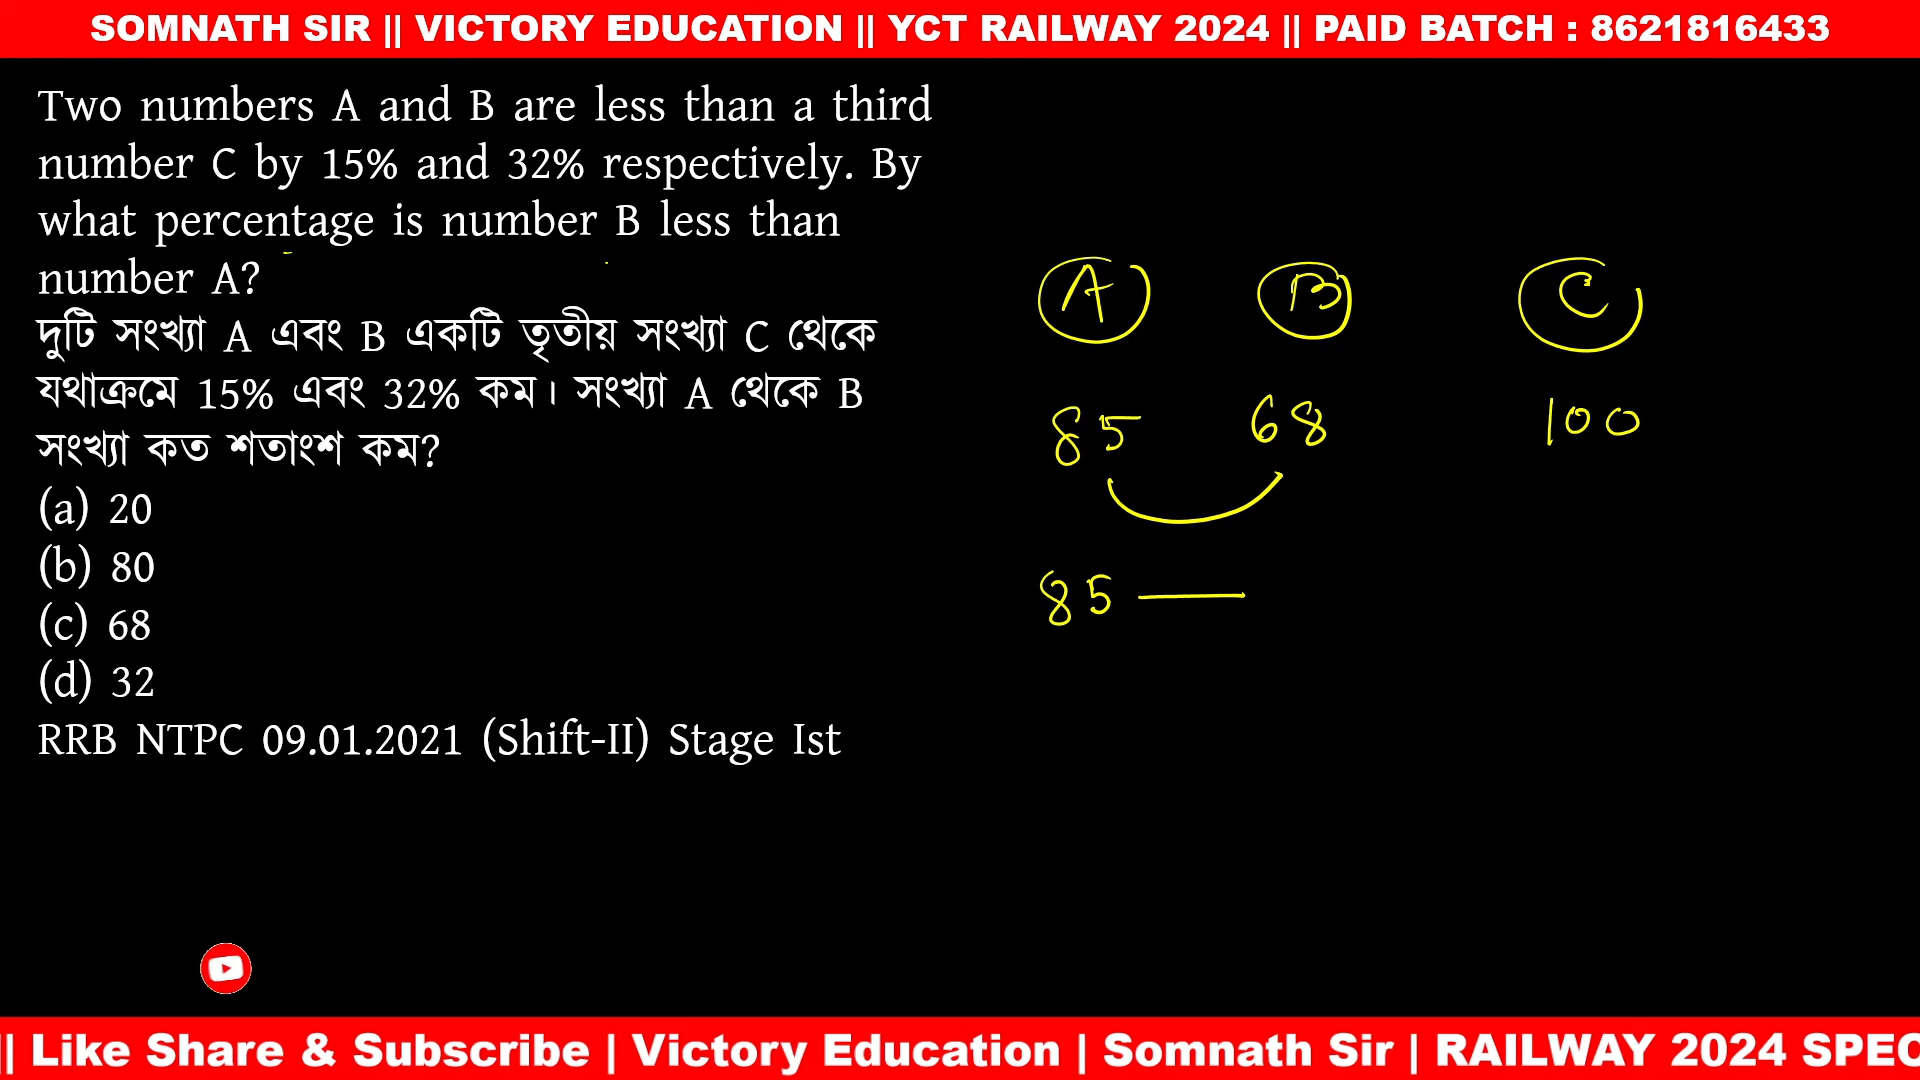 SOMNATH SIR || VICTORY EDUCATION || YCT RAILWAY 2024 || PAID BATCH : 8621816433
Two numbers A and B are less than a third
number C by 15% and 32% respectively. By
what percentage is number B less than
number A?
দুটি সংখ্যা A এবং B একটি তৃতীয় সংখ্যা C থেকে
যথাক্রমে 15% এবং 32% কম। সংখ্যা A থেকে B
সংখ্যা কত শতাংশ কম?
(a) 20
(b) 80
(c) 68
(d) 32
RRB NTPC 09.01.2021 (Shift-II) Stage Ist
A B C
85 68 100
85 —
|| Like Share & Subscribe | Victory Education | Somnath Sir | RAILWAY 2024 SPEC